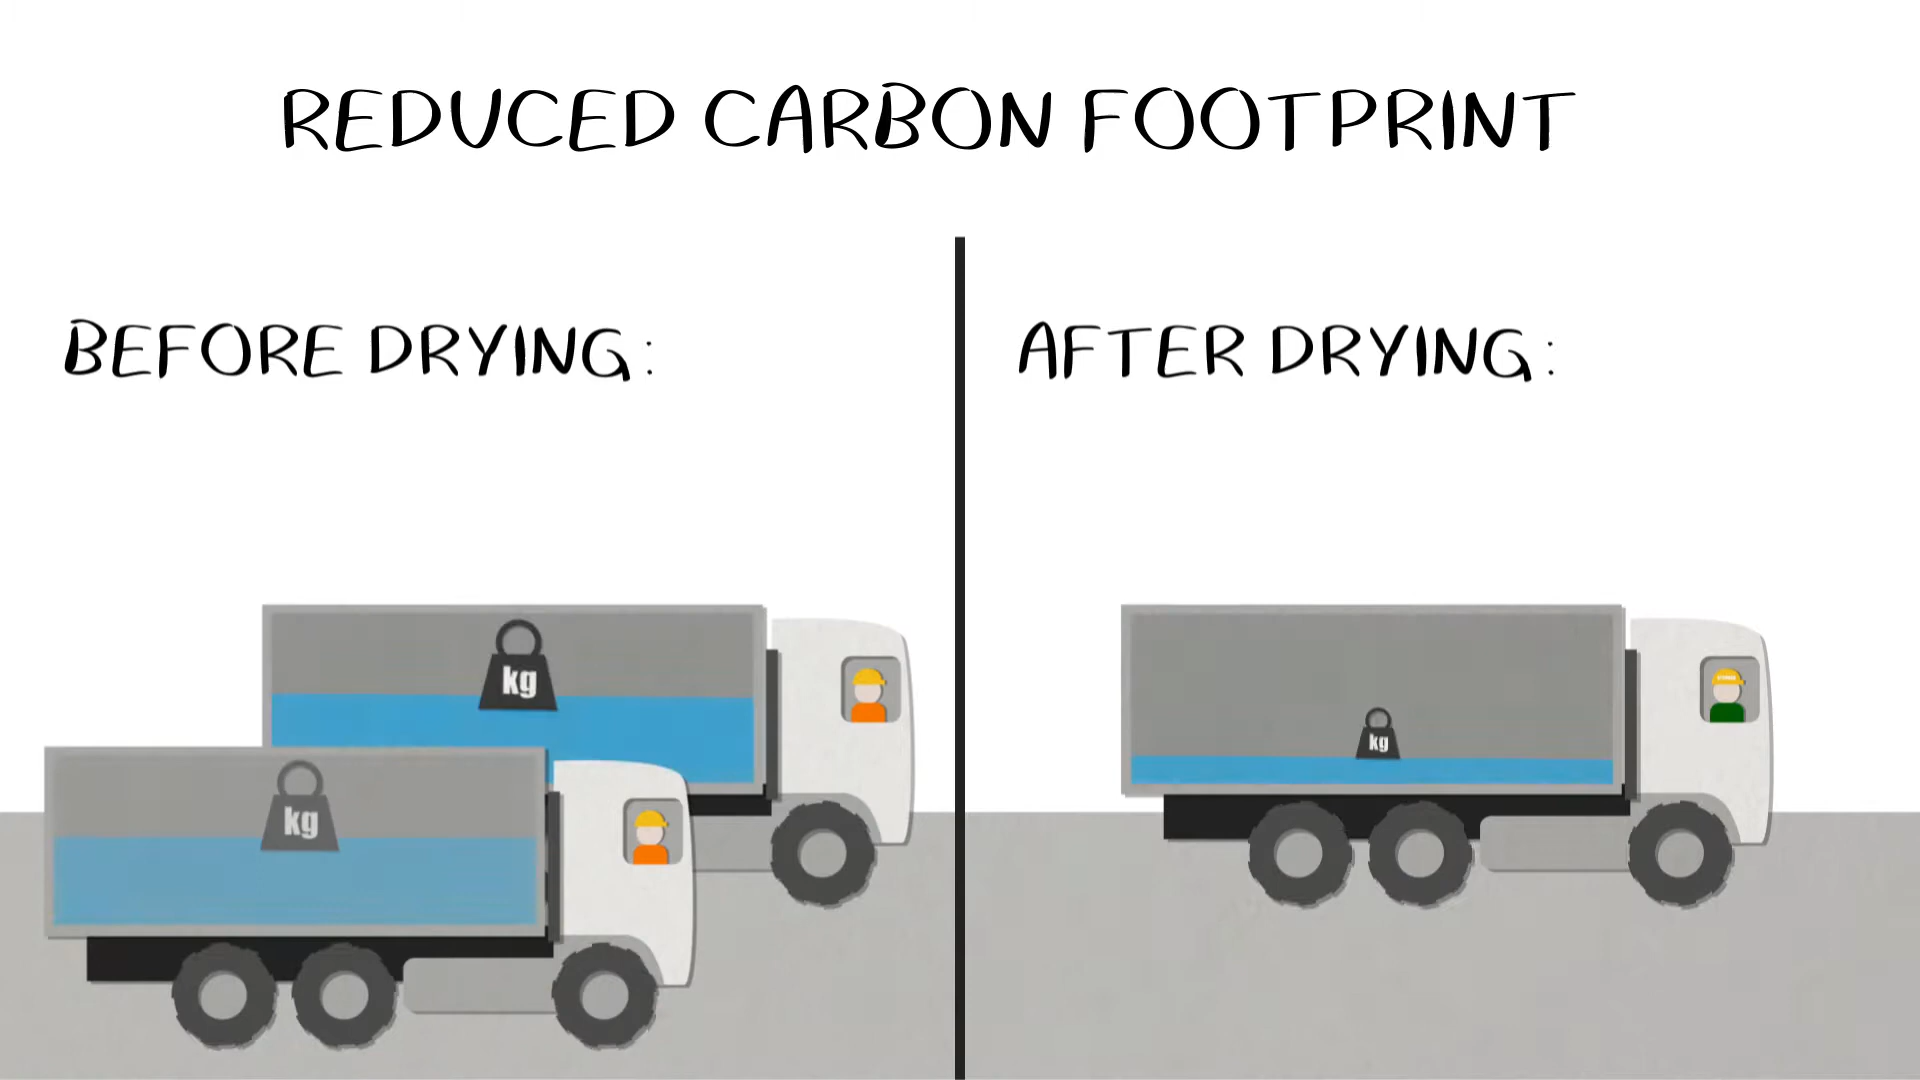 REDUCED CARBON FOOTPRINT
BEFORE DRYING:
AFTER DRYING:
kg
kg
kg